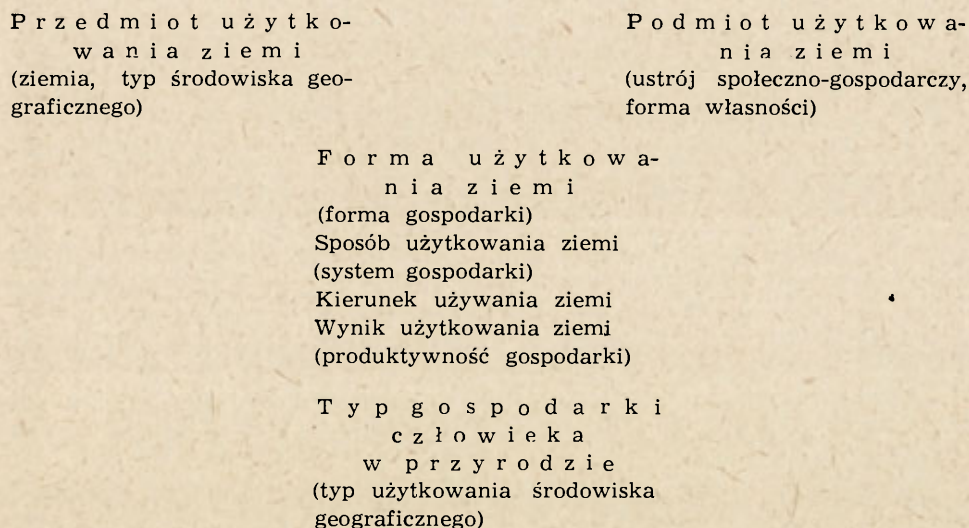 Przedmiot użytko-
wania ziemi
(ziemia, typ środowiska geo-
graficznego)
Podmiot użytkowa-
nia ziemi
(ustrój społeczno-gospodarczy,
forma własności)
Forma użytkowa-
nia ziemi
(forma gospodarki)
Sposób użytkowania ziemi
(system gospodarki)
Kierunek używania ziemi
Wynik użytkowania ziemi
(produktywność gospodarki)
Typ gospodarki
człowieka
w przyrodzie
(typ użytkowania środowiska
geograficznego)